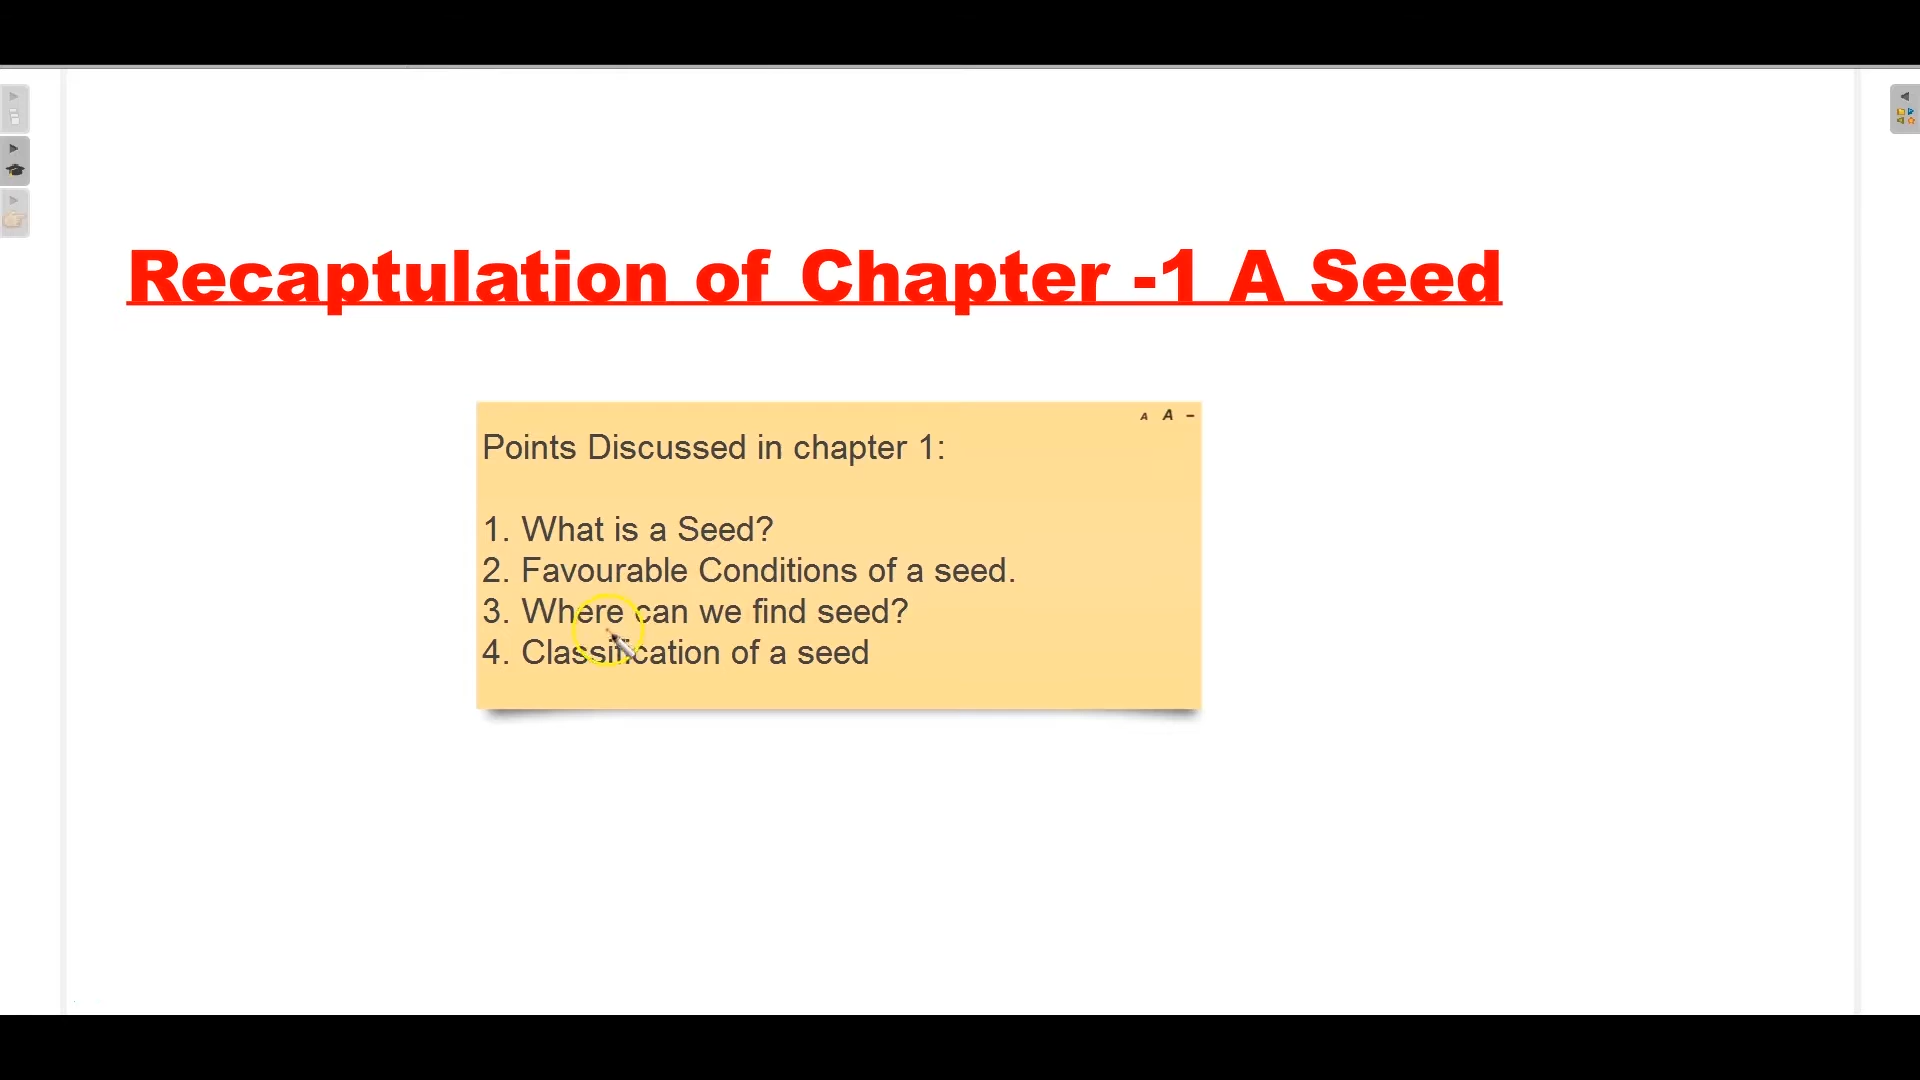 Recaptulation of Chapter -1 A Seed
A A –
Points Discussed in chapter 1:
1. What is a Seed?
2. Favourable Conditions of a seed.
3. Where can we find seed?
4. Classification of a seed